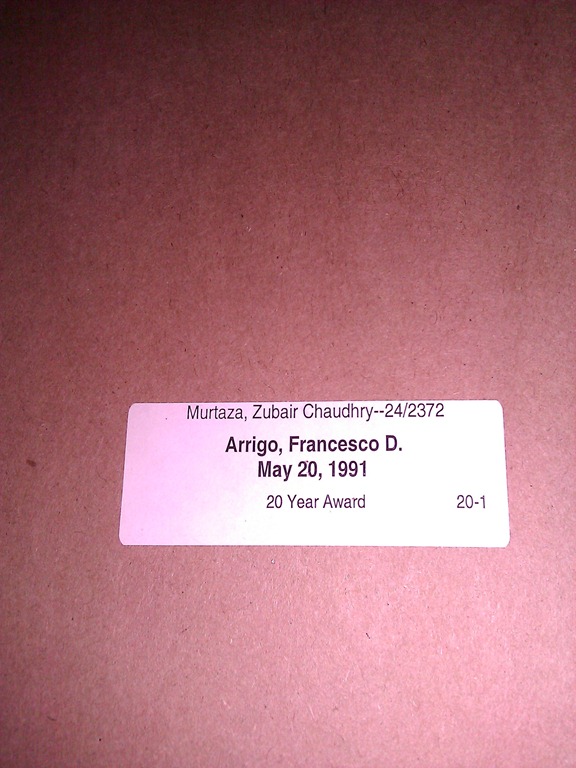 Murtaza, Zubair Chaudhry--24/2372
Arrigo, Francesco D.
May 20, 1991
20 Year Award 20-1